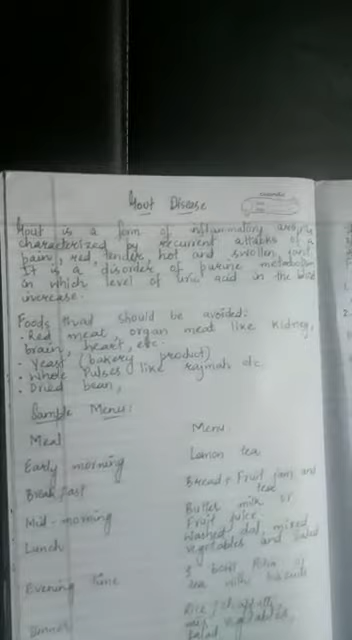 Gout Disease
Gout is a form of inflammatory
characterized by recurrent attacks of a
pain, red, tender, hot and swollen joint
It is a disorder of purine metabolism
in which level of uric acid in the blood
increase.
Foods that should be avoided:
• Red meat, organ meat like kidney,
brain, heart, etc.
• Yeast (bakery product)
• Whole Pulses like rajmah etc
• Dried bean,
Sample Menu:
Meal Menu
Early morning Lemon tea
Breakfast Bread + Fruit jam and
tea
Mid-morning Butter milk or
Fruit juice
Lunch Washed dal, mixed
vegetables and salad
Evening time 1 bowl
tea with biscuits
Dinner Rice / chapati
mix vegetables,
Salad